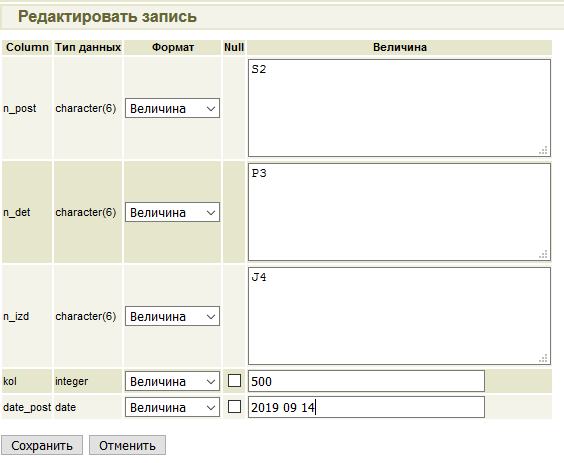 Редактировать запись
Column Тип данных Формат Null Величина
n_post character(6) Величина S2
n_det character(6) Величина P3
n_izd character(6) Величина J4
kol integer Величина 500
date_post date Величина 2019 09 14
Сохранить Отменить